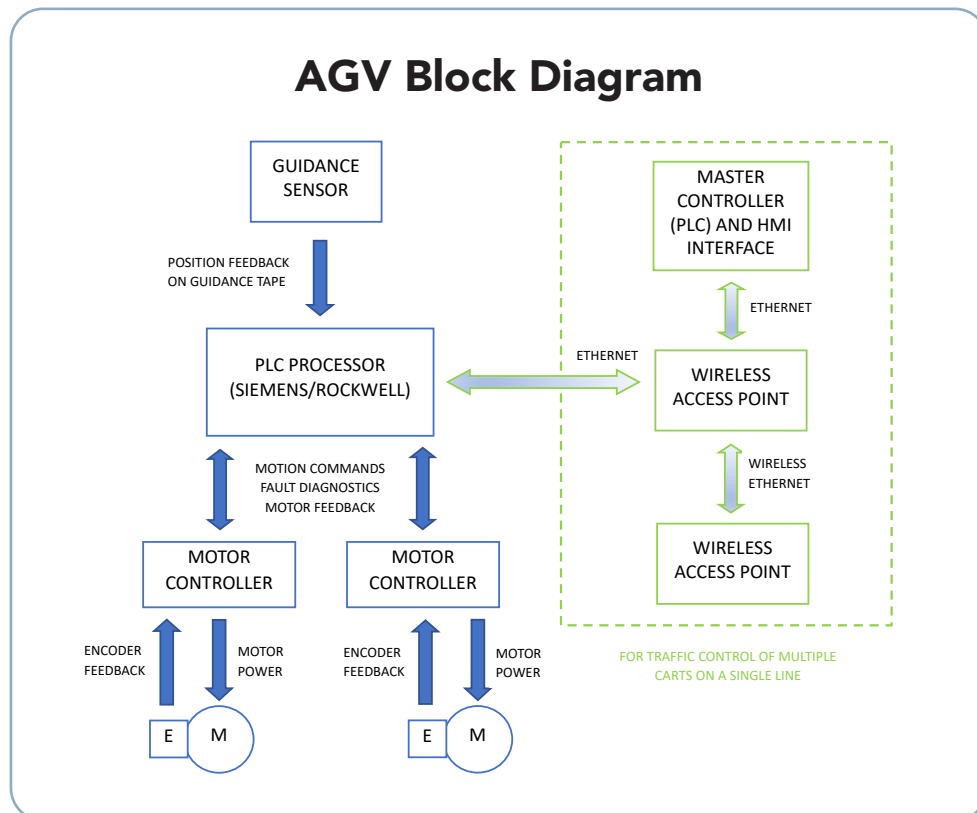 AGV Block Diagram
GUIDANCE
SENSOR
POSITION FEEDBACK
ON GUIDANCE TAPE
PLC PROCESSOR
(SIEMENS/ROCKWELL)
MOTION COMMANDS
FAULT DIAGNOSTICS
MOTOR FEEDBACK
MOTOR
CONTROLLER
MOTOR
CONTROLLER
ENCODER
FEEDBACK
MOTOR
POWER
ENCODER
FEEDBACK
MOTOR
POWER
E
M
E
M
ETHERNET
MASTER
CONTROLLER
(PLC) AND HMI
INTERFACE
ETHERNET
WIRELESS
ACCESS POINT
WIRELESS
ETHERNET
WIRELESS
ACCESS POINT
FOR TRAFFIC CONTROL OF MULTIPLE
CARTS ON A SINGLE LINE